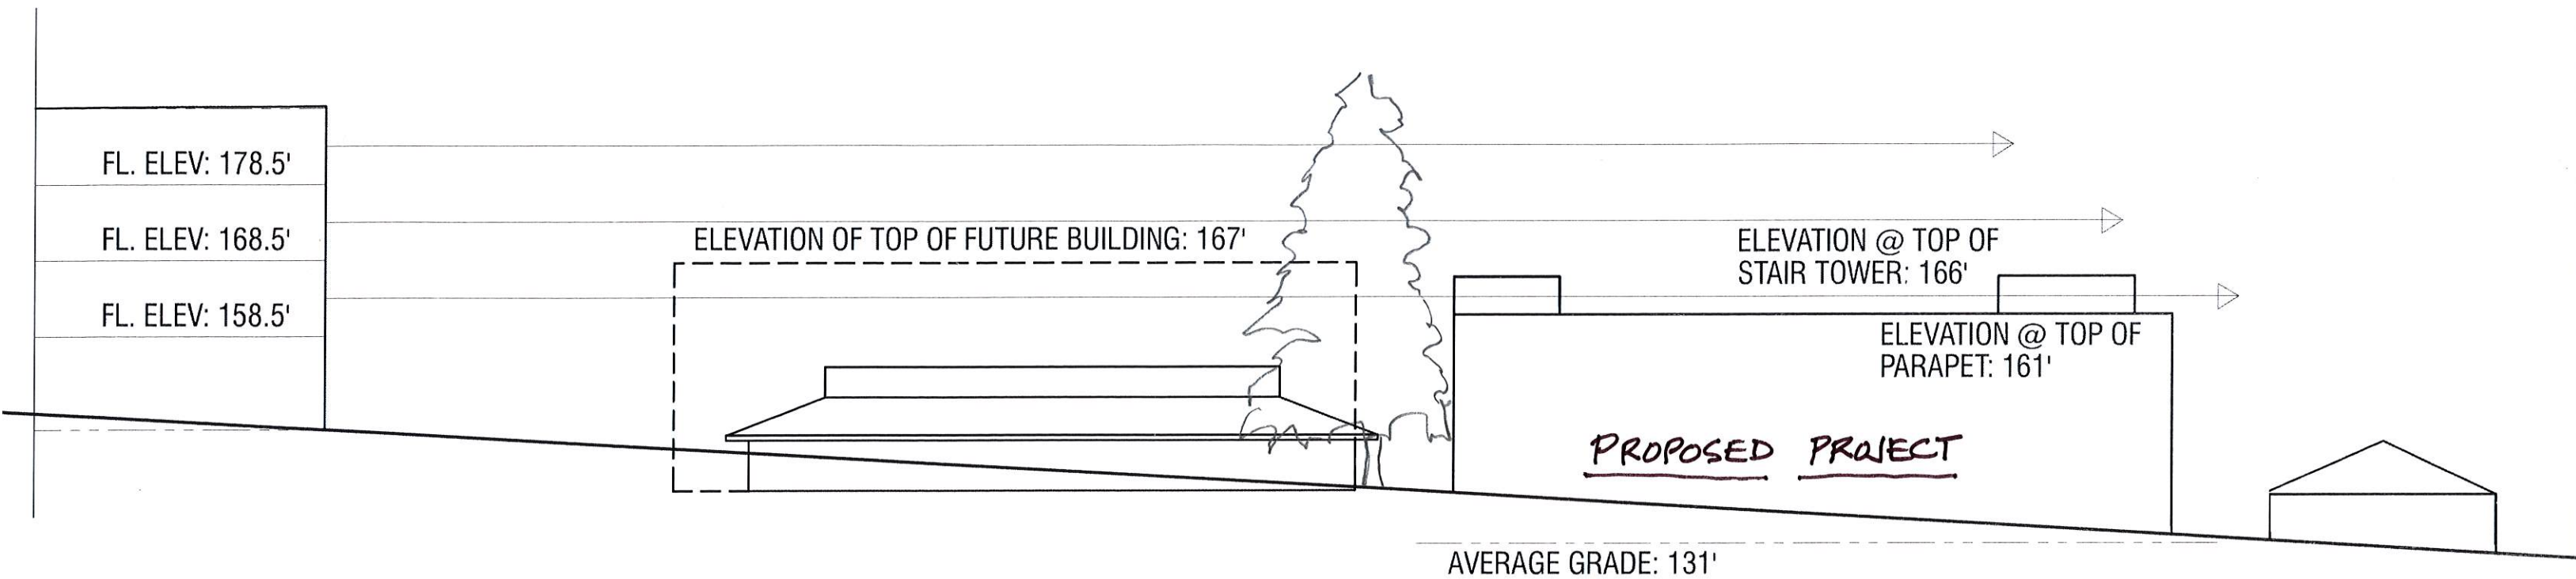 FL. ELEV: 178.5'
FL. ELEV: 168.5'
ELEVATION OF TOP OF FUTURE BUILDING: 167'
ELEVATION @ TOP OF
STAIR TOWER: 166'
FL. ELEV: 158.5'
ELEVATION @ TOP OF
PARAPET: 161'
PROPOSED PROJECT
AVERAGE GRADE: 131'